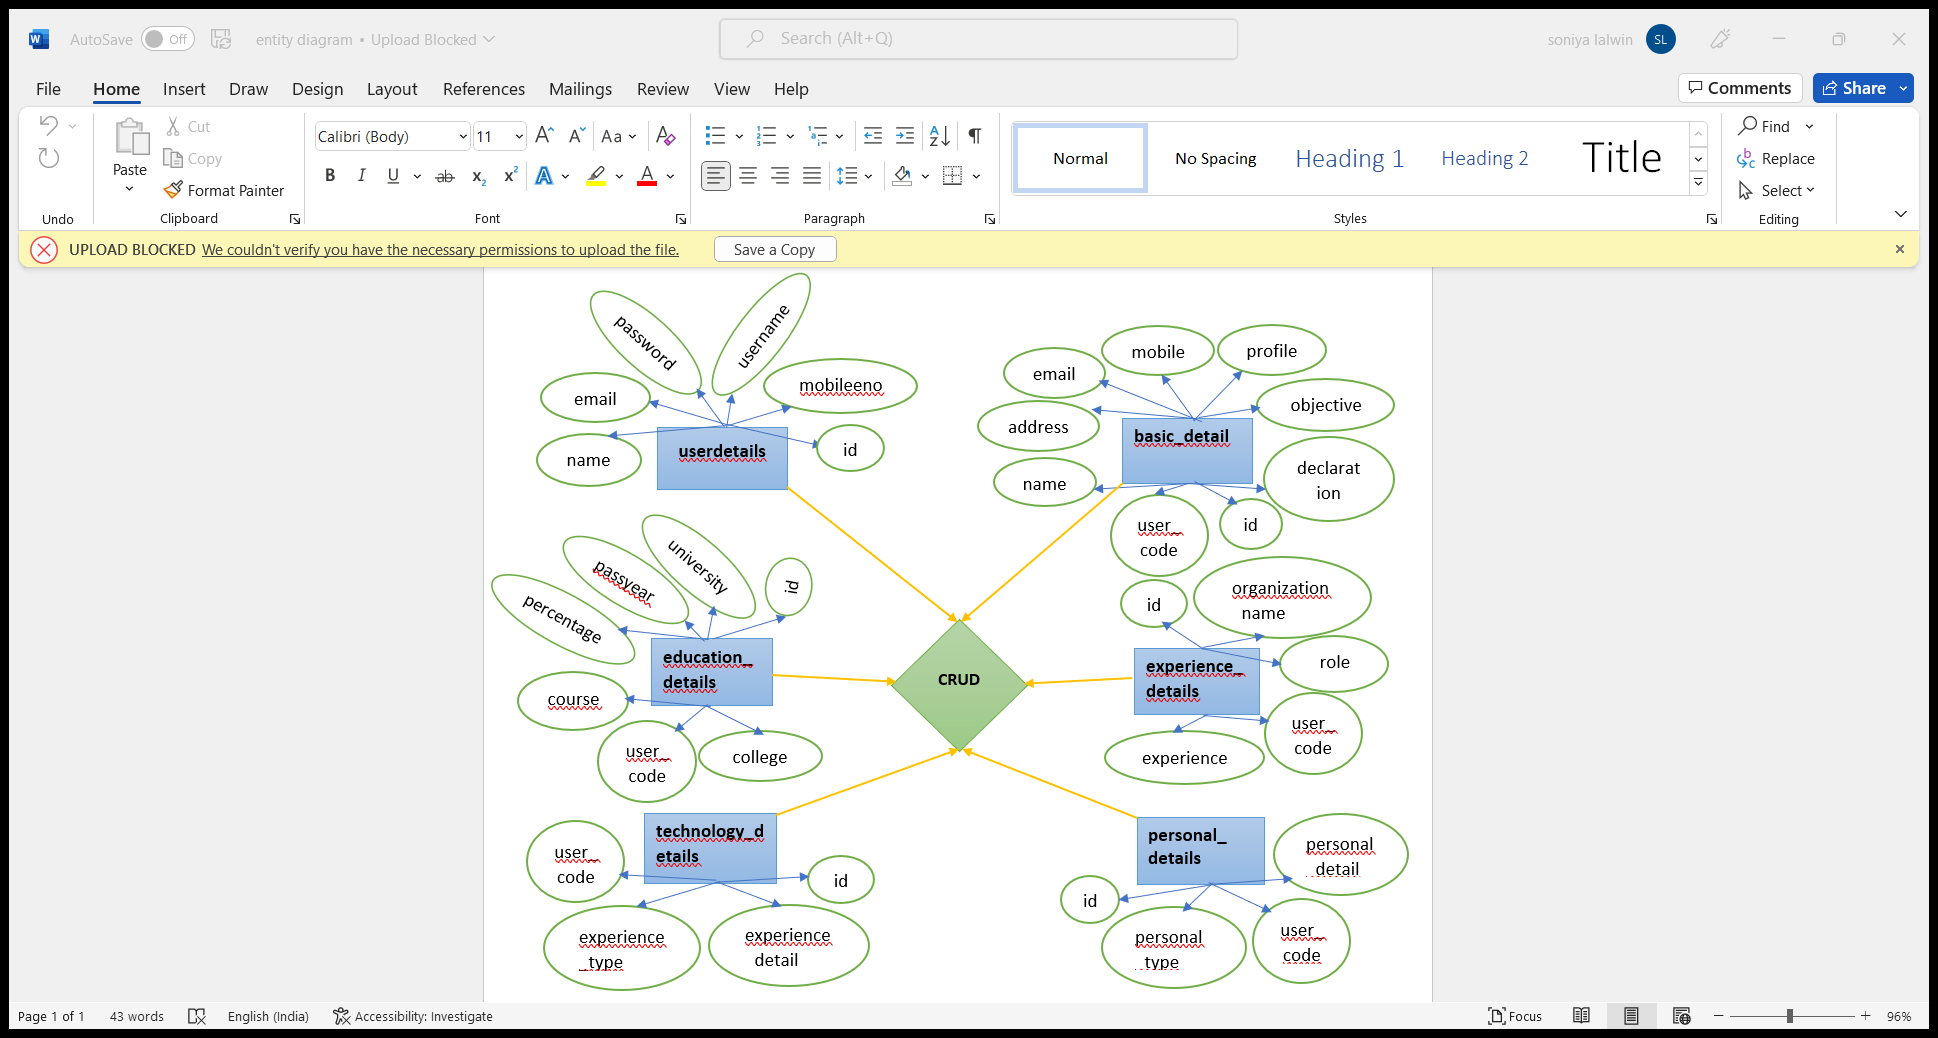 AutoSave Off entity diagram • Upload Blocked Search (Alt+Q) soniya lalwin SL
File Home Insert Draw Design Layout References Mailings Review View Help Comments Share
Paste Cut
Copy
Format Painter
Calibri (Body) 11 Aa
B I U ab x2 x2 A A
Normal No Spacing Heading 1 Heading 2 Title
Find
Replace
Select
Undo Clipboard Font Paragraph Styles Editing
UPLOAD BLOCKED We couldn't verify you have the necessary permissions to upload the file. Save a Copy
password
username
email
mobileeno
name
userdetails
id
email
mobile
profile
address
objective
basic_detail
name
declarat
ion
user_
code
id
percentage
passyear
university
id
education_
details
course
user_
code
college
CRUD
id
organization
name
experience_
details
role
user_
code
experience
technology_d
etails
user_
code
id
experience
_type
experience
detail
personal_
details
personal
detail
id
personal
type
user_
code
Page 1 of 1 43 words English (India) Accessibility: Investigate Focus 96%